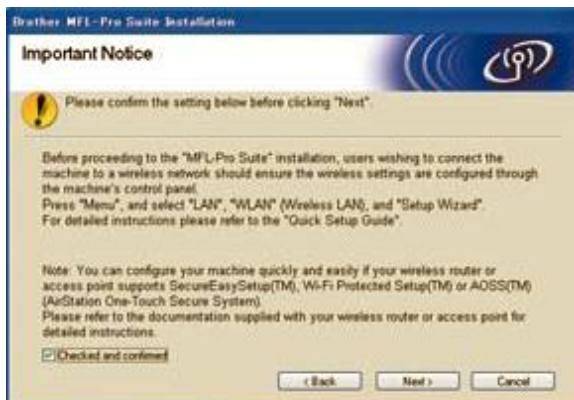 Brother MFL-Pro Suite Installation
Important Notice
Please confirm the setting below before clicking "Next".
Before proceeding to the "MFL-Pro Suite" installation, users wishing to connect the
machine to a wireless network should ensure the wireless settings are configured through
the machine's control panel.
Press "Menu", and select "LAN", "WLAN" (Wireless LAN), and "Setup Wizard".
For detailed instructions please refer to the "Quick Setup Guide".
Note: You can configure your machine quickly and easily if your wireless router or
access point supports SecureEasySetup(TM), Wi-Fi Protected Setup(TM) or AOSS(TM)
(AirStation One-Touch Secure System).
Please refer to the documentation supplied with your wireless router or access point for
detailed instructions.
Checked and confirmed
< Back Next > Cancel